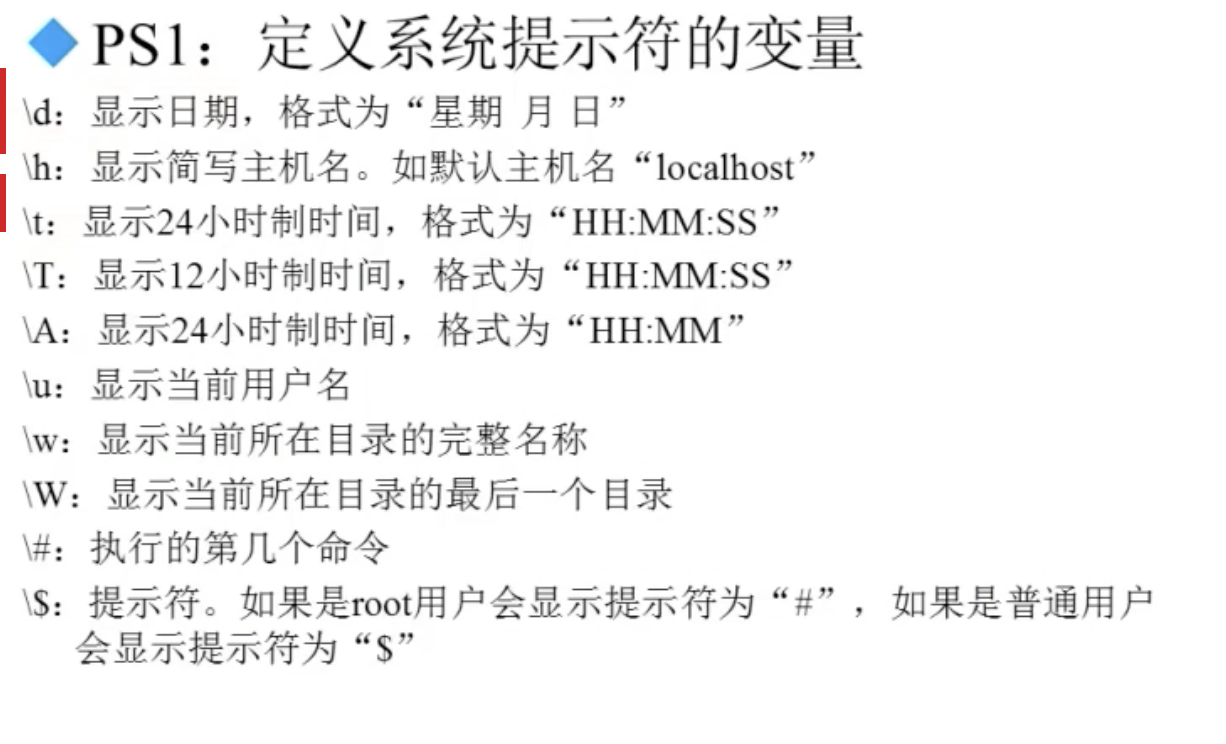 PS1：定义系统提示符的变量
\d：显示日期，格式为“星期 月 日”
\h：显示简写主机名。如默认主机名“localhost”
\t：显示24小时制时间，格式为“HH:MM:SS”
\T：显示12小时制时间，格式为“HH:MM:SS”
\A：显示24小时制时间，格式为“HH:MM”
\u：显示当前用户名
\w：显示当前所在目录的完整名称
\W：显示当前所在目录的最后一个目录
\#：执行的第几个命令
\$：提示符。如果是root用户会显示提示符为“#”，如果是普通用户
会显示提示符为“$”